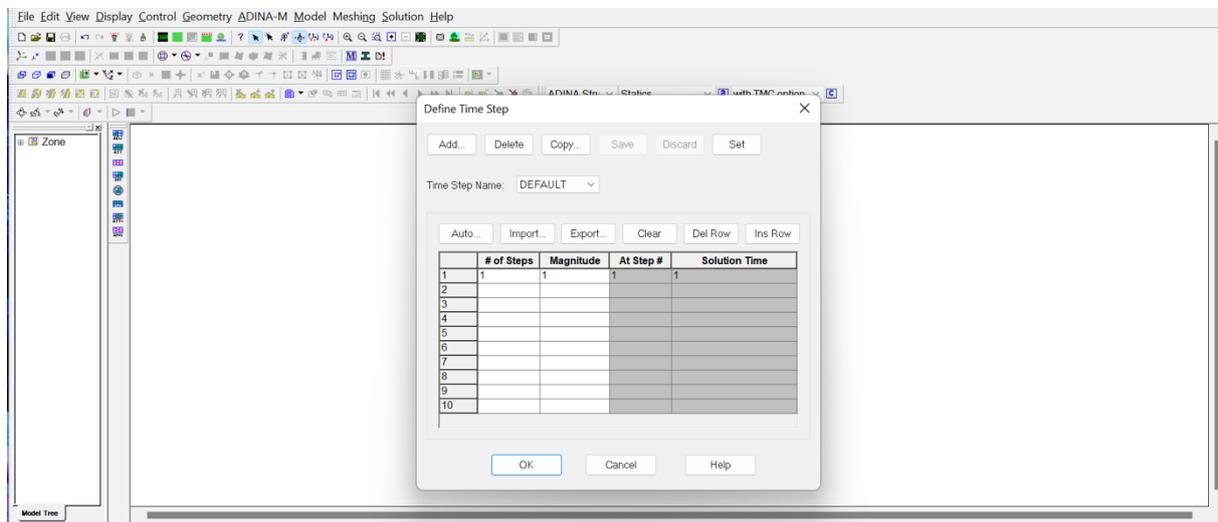 File Edit View Display Control Geometry ADINA-M Model Meshing Solution Help
Statics
with TMC option
Zone
Model Tree
Define Time Step
Add... Delete Copy... Save Discard Set
Time Step Name: DEFAULT
Auto... Import... Export... Clear Del Row Ins Row
# of Steps Magnitude At Step # Solution Time
1 1 1 1 1
2
3
4
5
6
7
8
9
10
OK Cancel Help